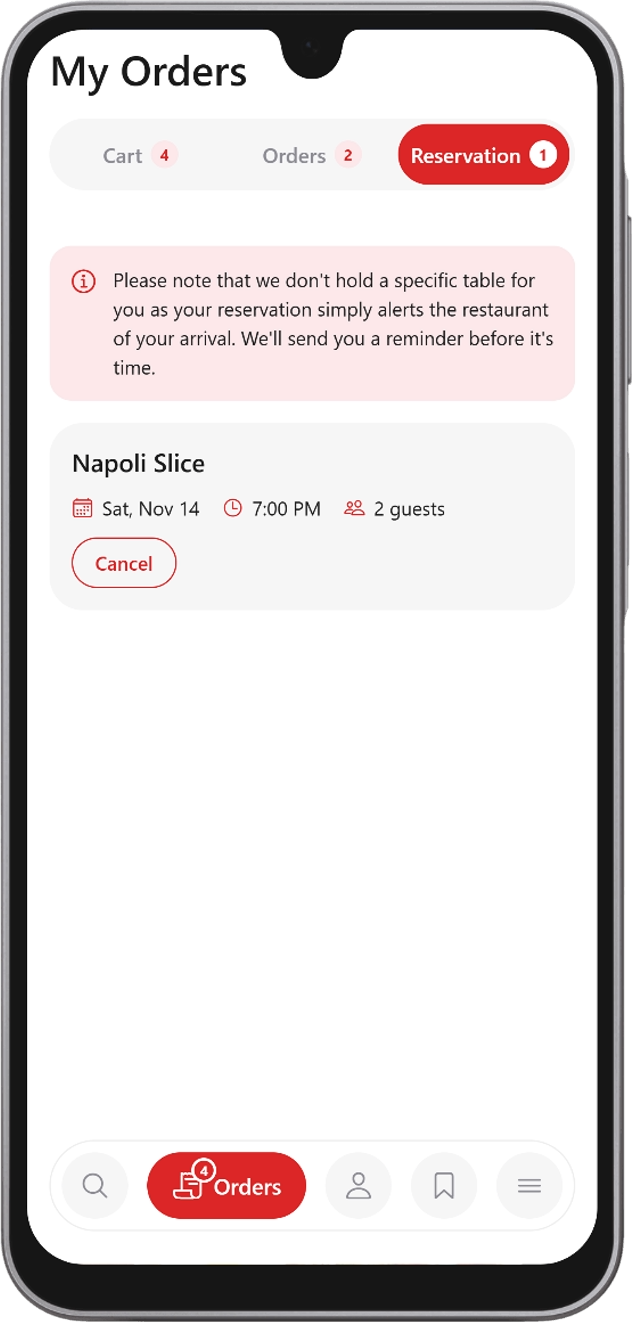 My Orders
Cart 4 Orders 2 Reservation 1
Please note that we don't hold a specific table for
you as your reservation simply alerts the restaurant
of your arrival. We'll send you a reminder before it's
time.
Napoli Slice
Sat, Nov 14 7:00 PM 2 guests
Cancel
4 Orders